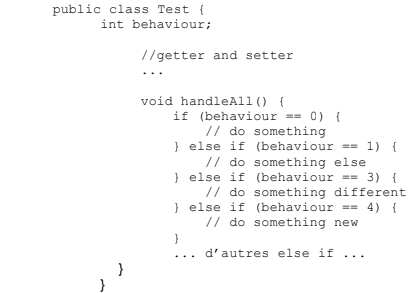 public class Test {
int behaviour;
//getter and setter
...
void handleAll() {
if (behaviour == 0) {
// do something
} else if (behaviour == 1) {
// do something else
} else if (behaviour == 3) {
// do something different
} else if (behaviour == 4) {
// do something new
}
... d’autres else if ...
}
}